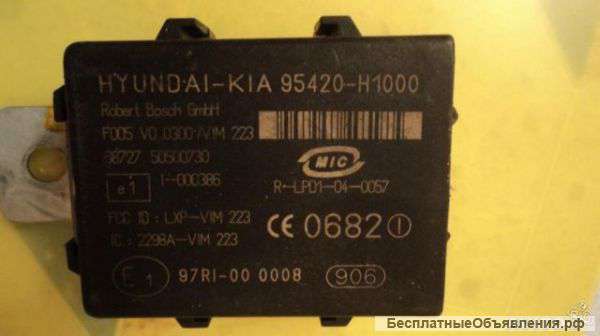 HYUNDAI-KIA 95420-H1000
Robert Bosch GmbH
F005 V0 0300 /VIM 223
38727 50500730
MIC
e1
1-000386
R-LPD1-04-0057
FCC ID : LXP-VIM 223
IC : 2298A-VIM 223
CE 0682
E1
97RI-00 0008
906
БесплатныеОбъявления.рф